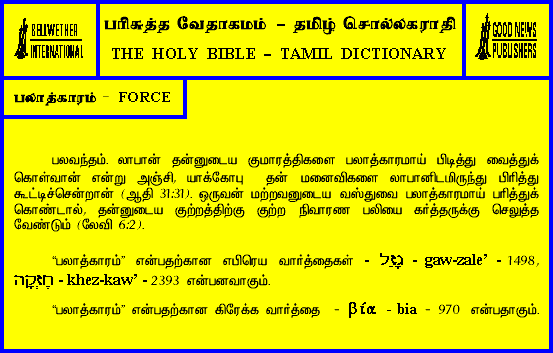 BELLWETHER
INTERNATIONAL
பரிசுத்த வேதாகமம் – தமிழ் சொல்லகராதி
THE HOLY BIBLE – TAMIL DICTIONARY
GOOD NEWS
PUBLISHERS
பலாத்காரம் – FORCE
பலவந்தம். லாபான் தன்னுடைய குமாரத்திகளை பலாத்காரமாய் பிடித்து வைத்துக்
கொள்வான் என்று அஞ்சி, யாக்கோபு தன் மனைவிகளை லாபானிடமிருந்து பிரித்து
கூட்டிச்சென்றான் (ஆதி 31:31). ஒருவன் மற்றவனுடைய வஸ்துவை பலாத்காரமாய் பரித்துக்
கொண்டால், தன்னுடைய குற்றத்திற்கு குற்ற நிவாரண பலியை கர்த்தருக்கு செலுத்த
வேண்டும் (லேவி 6:2).
“பலாத்காரம்” என்பதற்கான எபிரெய வார்த்தைகள் - גָּזַל - gaw-zale’ - 1498,
חָזְקָה - khez-kaw’ - 2393 என்பனவாகும்.
“பலாத்காரம்” என்பதற்கான கிரேக்க வார்த்தை - βία - bia - 970 என்பதாகும்.